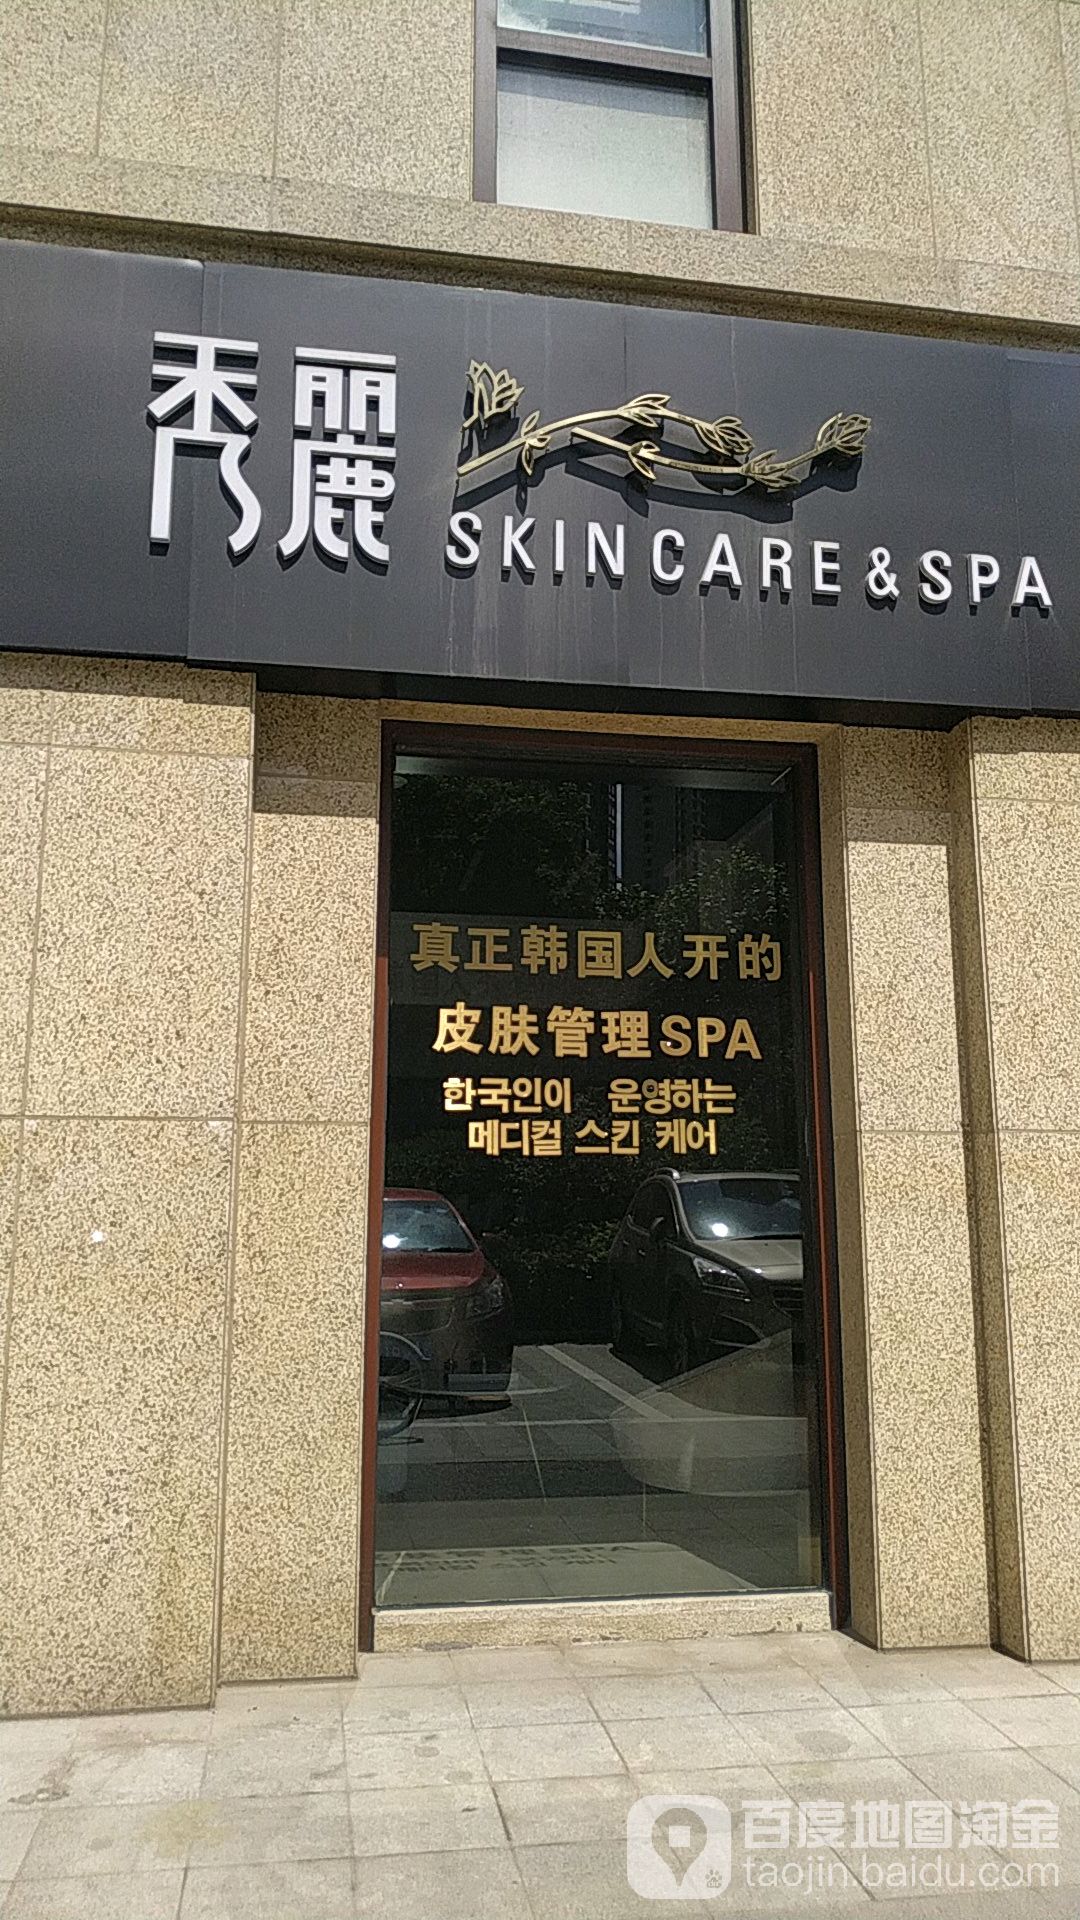 秀麗
SKIN CARE & SPA
真正韩国人开的
皮肤管理SPA
한국인이 운영하는
메디컬 스킨 케어
百度地图淘金
taojin.baidu.com